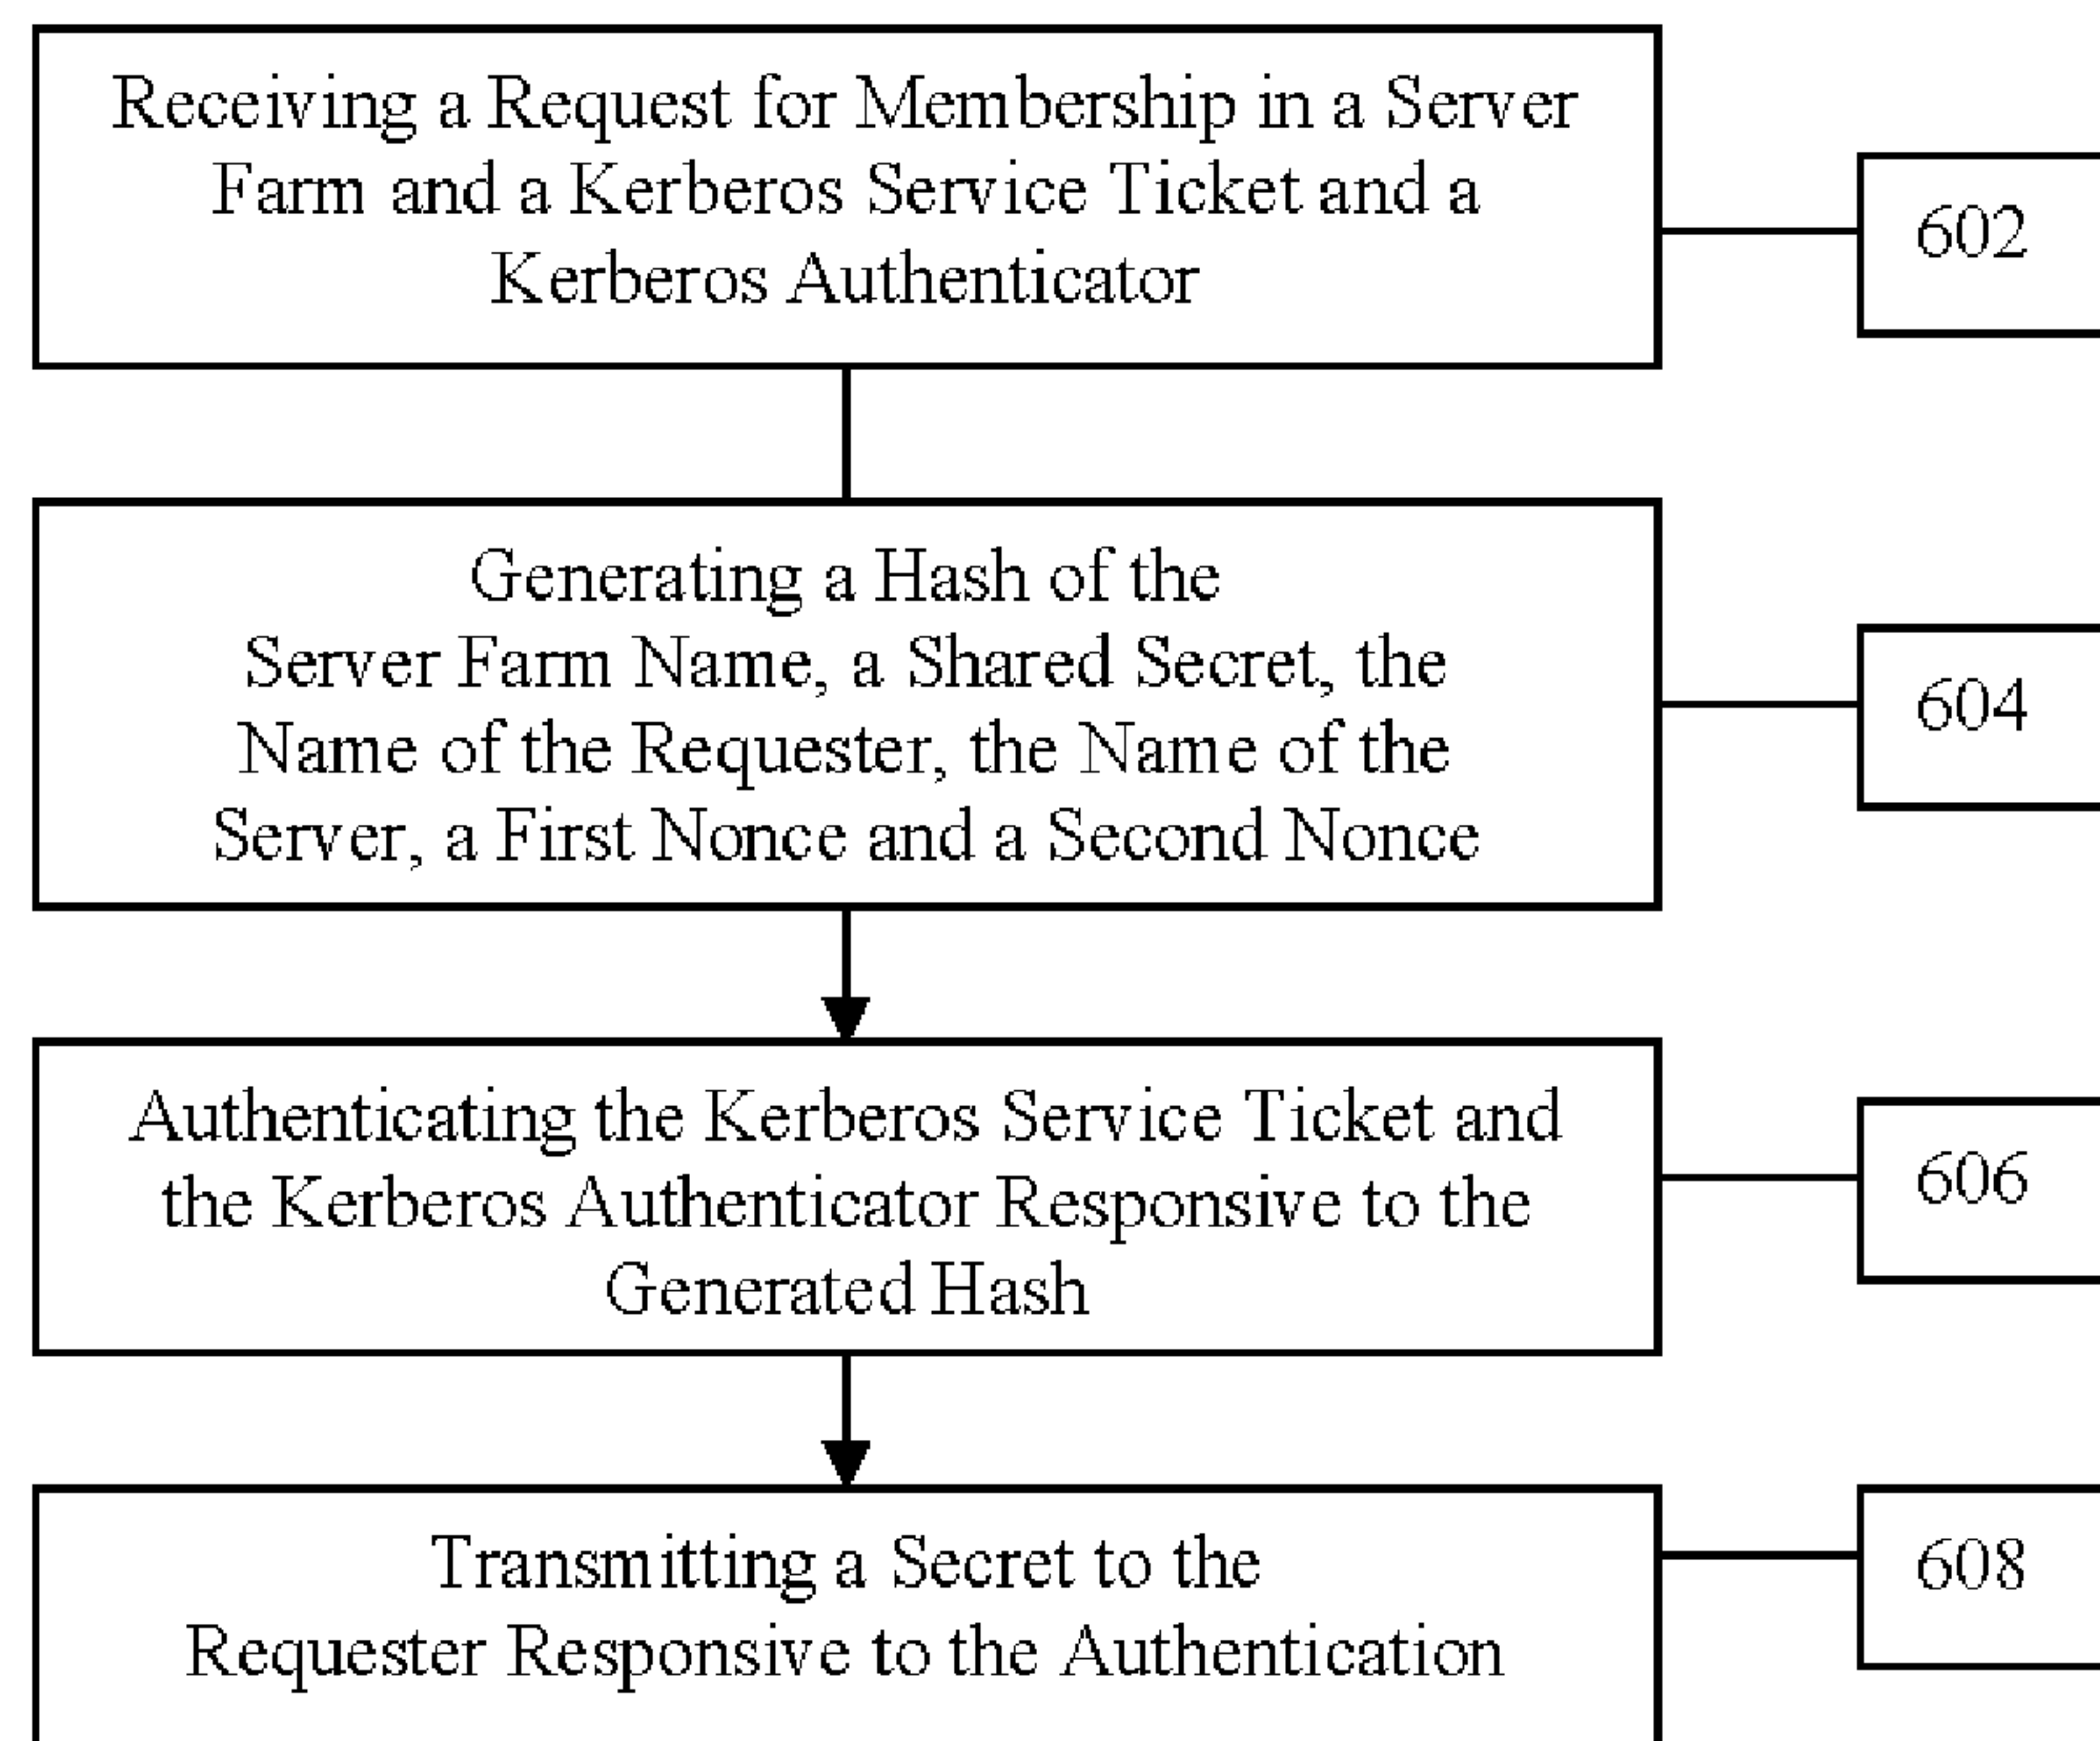 Receiving a Request for Membership in a Server
Farm and a Kerberos Service Ticket and a
Kerberos Authenticator
602
Generating a Hash of the
Server Farm Name, a Shared Secret, the
Name of the Requester, the Name of the
Server, a First Nonce and a Second Nonce
604
Authenticating the Kerberos Service Ticket and
the Kerberos Authenticator Responsive to the
Generated Hash
606
Transmitting a Secret to the
Requester Responsive to the Authentication
608